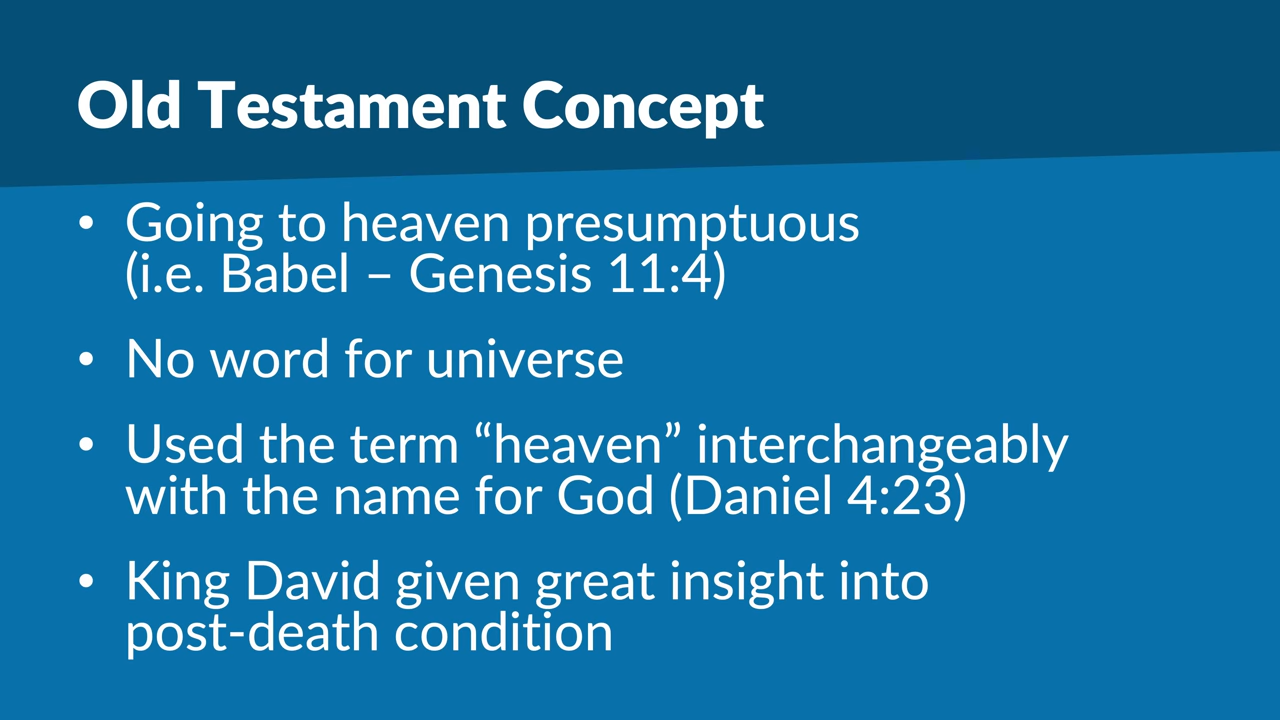 Old Testament Concept
• Going to heaven presumptuous
(i.e. Babel – Genesis 11:4)
• No word for universe
• Used the term “heaven” interchangeably
with the name for God (Daniel 4:23)
• King David given great insight into
post-death condition